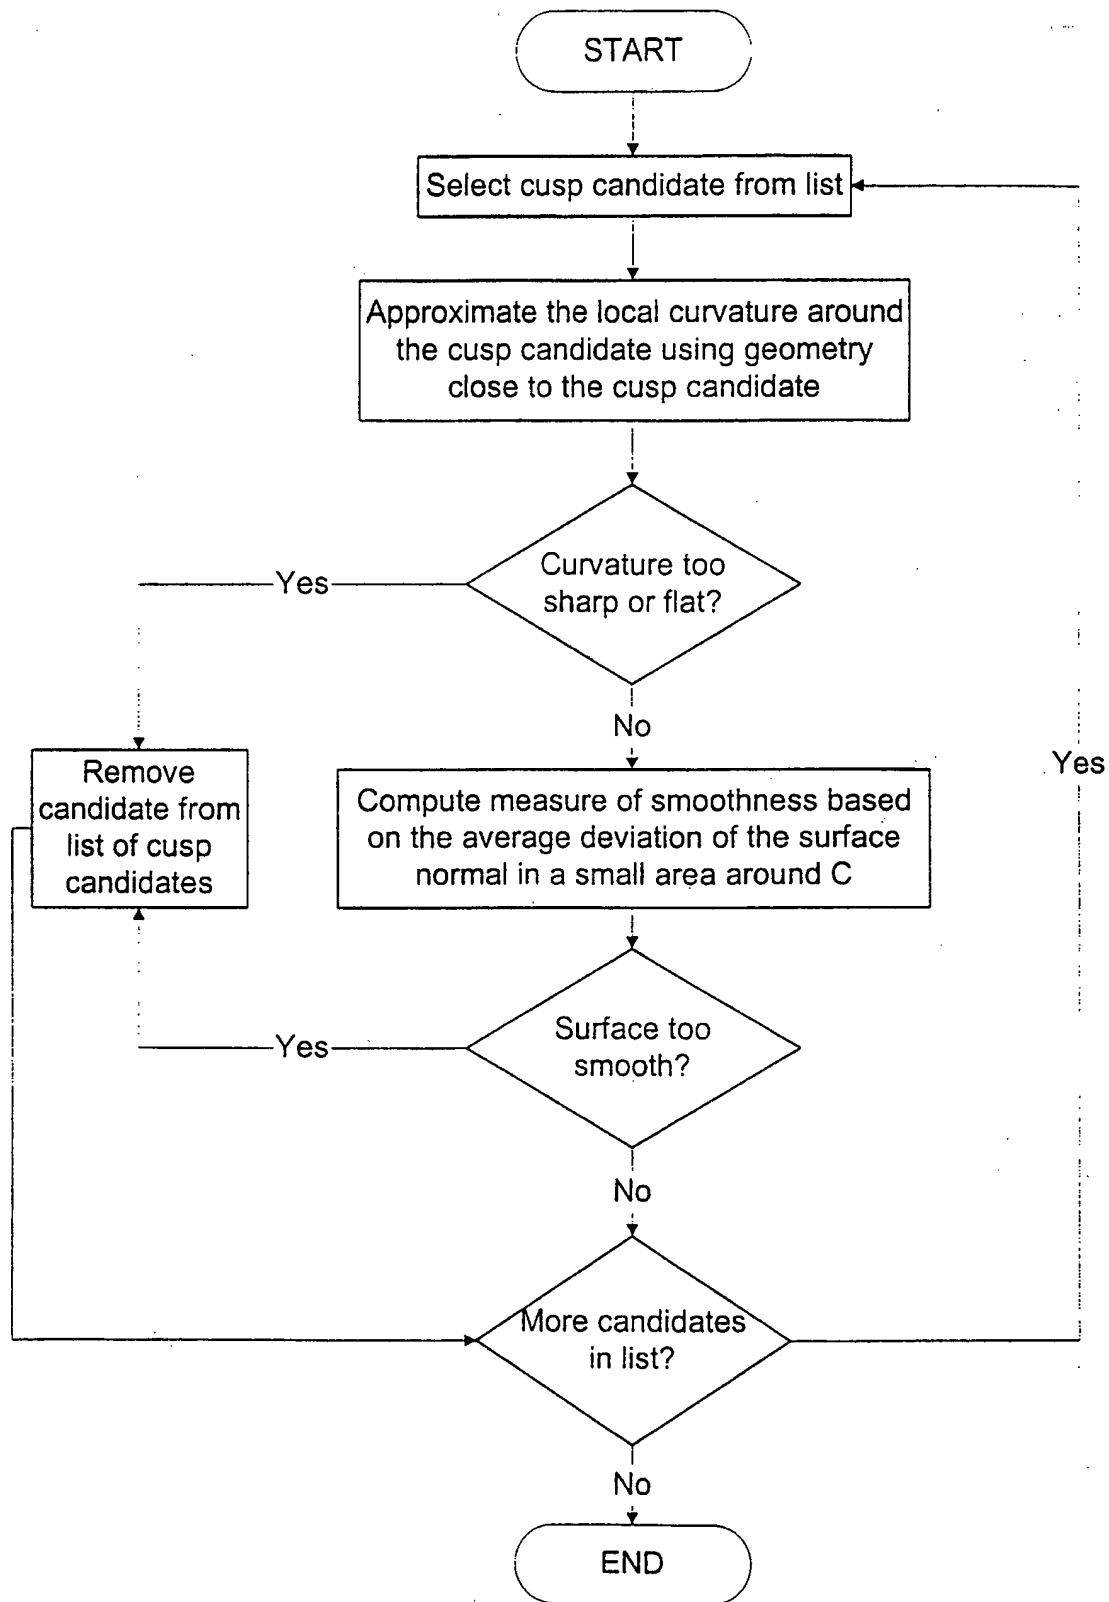 START
Select cusp candidate from list
Approximate the local curvature around
the cusp candidate using geometry
close to the cusp candidate
Curvature too
sharp or flat?
Yes
No
Remove
candidate from
list of cusp
candidates
Compute measure of smoothness based
on the average deviation of the surface
normal in a small area around C
Yes
Surface too
smooth?
Yes
No
More candidates
in list?
No
END